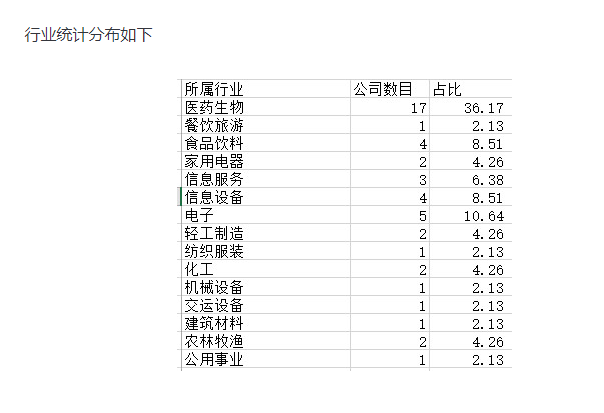 行业统计分布如下
所属行业 公司数目 占比
医药生物 17 36.17
餐饮旅游 1 2.13
食品饮料 4 8.51
家用电器 2 4.26
信息服务 3 6.38
信息设备 4 8.51
电子 5 10.64
轻工制造 2 4.26
纺织服装 1 2.13
化工 2 4.26
机械设备 1 2.13
交运设备 1 2.13
建筑材料 1 2.13
农林牧渔 2 4.26
公用事业 1 2.13